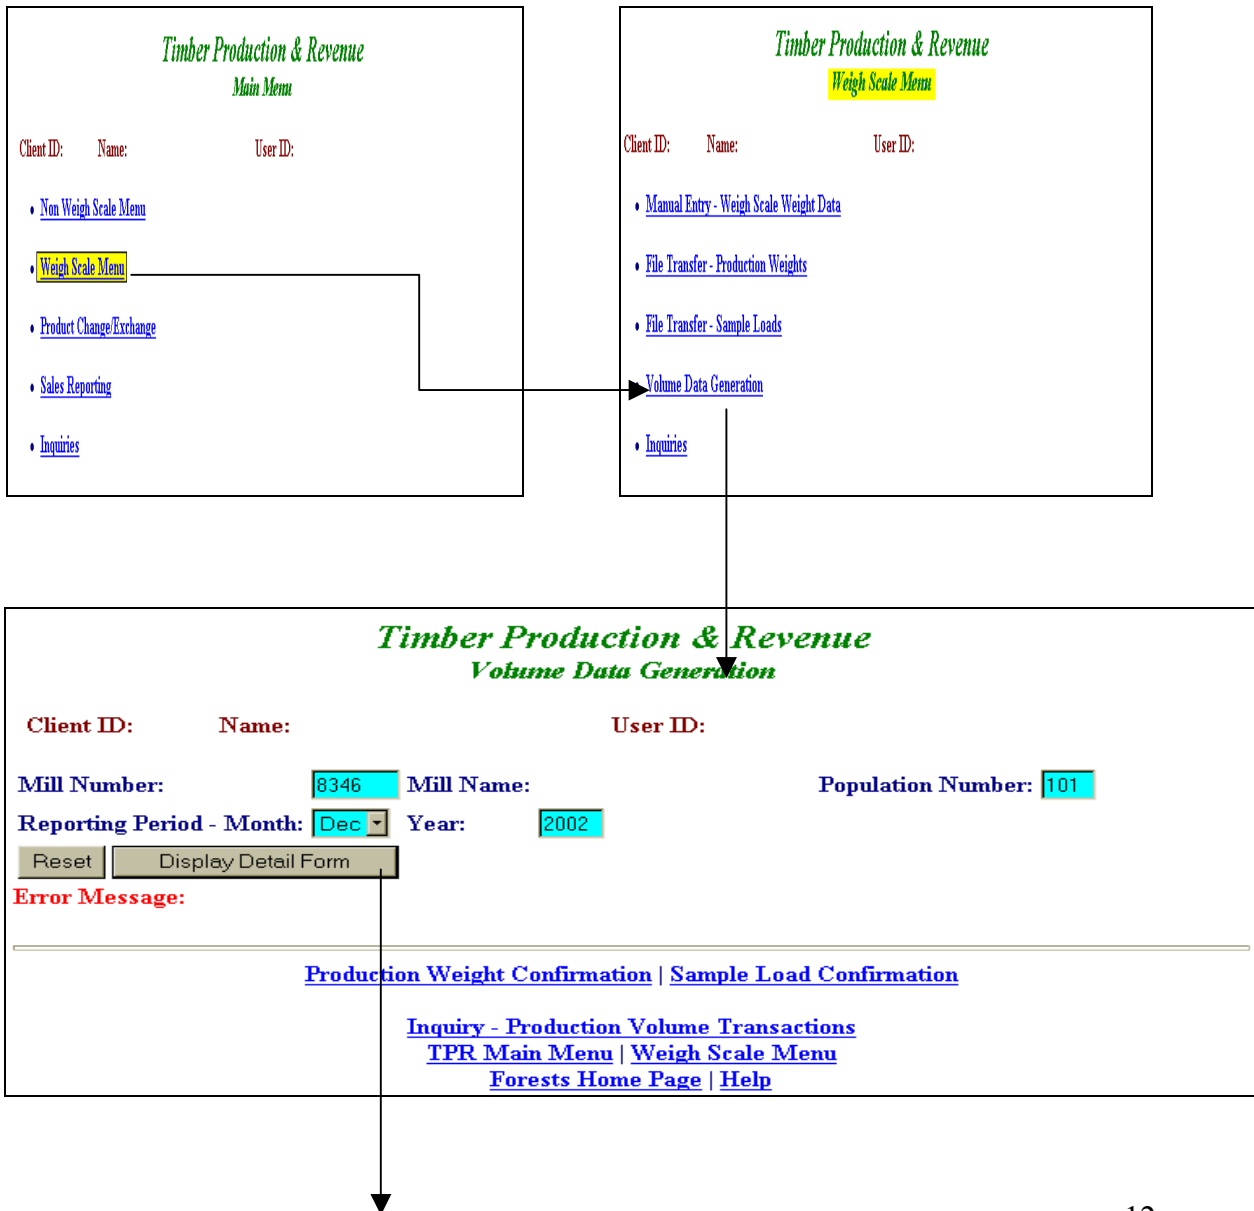 Timber Production & Revenue
Main Menu
Client ID: Name: User ID:
• Non Weigh Scale Menu
• Weigh Scale Menu
• Product Change/Exchange
• Sales Reporting
• Inquiries
Timber Production & Revenue
Weigh Scale Menu
Client ID: Name: User ID:
• Manual Entry - Weigh Scale Weight Data
• File Transfer - Production Weights
• File Transfer - Sample Loads
• Volume Data Generation
• Inquiries
Timber Production & Revenue
Volume Data Generation
Client ID: Name: User ID:
Mill Number: 8346 Mill Name: Population Number: 101
Reporting Period - Month: Dec Year: 2002
Reset Display Detail Form
Error Message:
Production Weight Confirmation | Sample Load Confirmation
Inquiry - Production Volume Transactions
TPR Main Menu | Weigh Scale Menu
Forests Home Page | Help